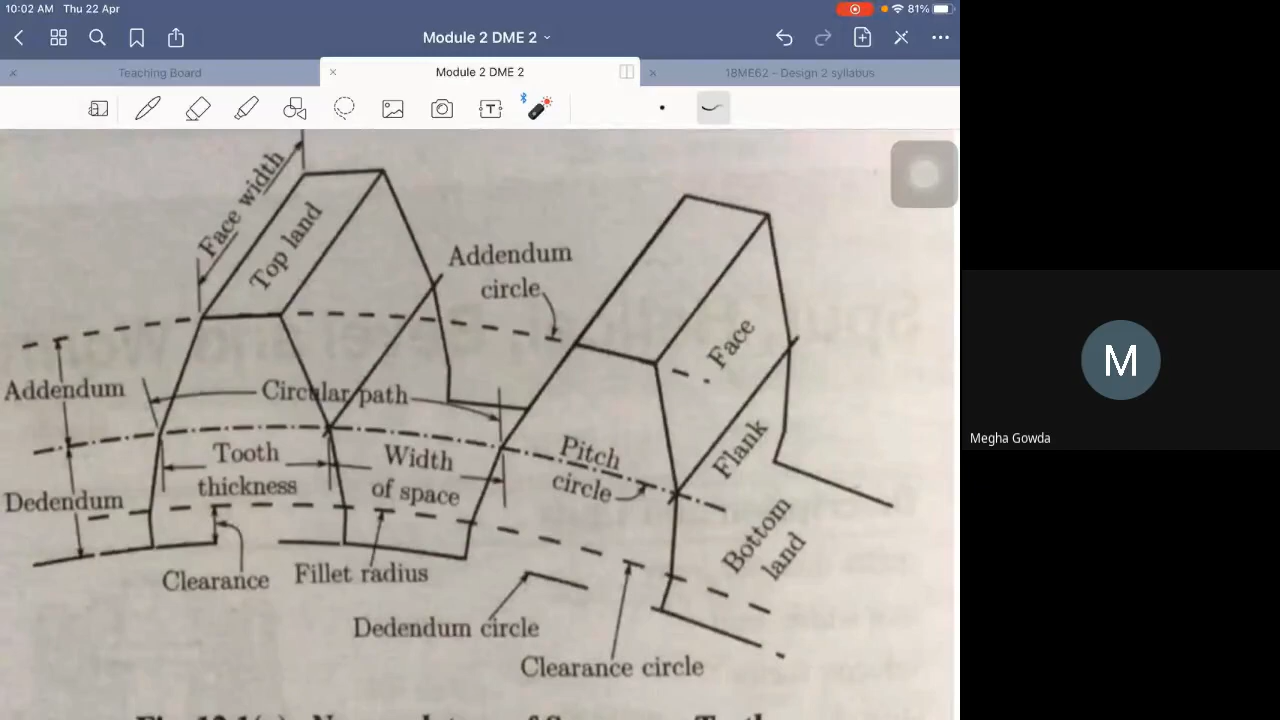 10:02 AM Thu 22 Apr
81%
Module 2 DME 2
Teaching Board
Module 2 DME 2
18ME62 - Design 2 syllabus
T
Face width
Top land
Addendum
circle
Face
Addendum
Circular path
Tooth
thickness
Width
of space
Pitch
circle
Flank
Dedendum
Bottom
land
Clearance
Fillet radius
Dedendum circle
Clearance circle
M
Megha Gowda